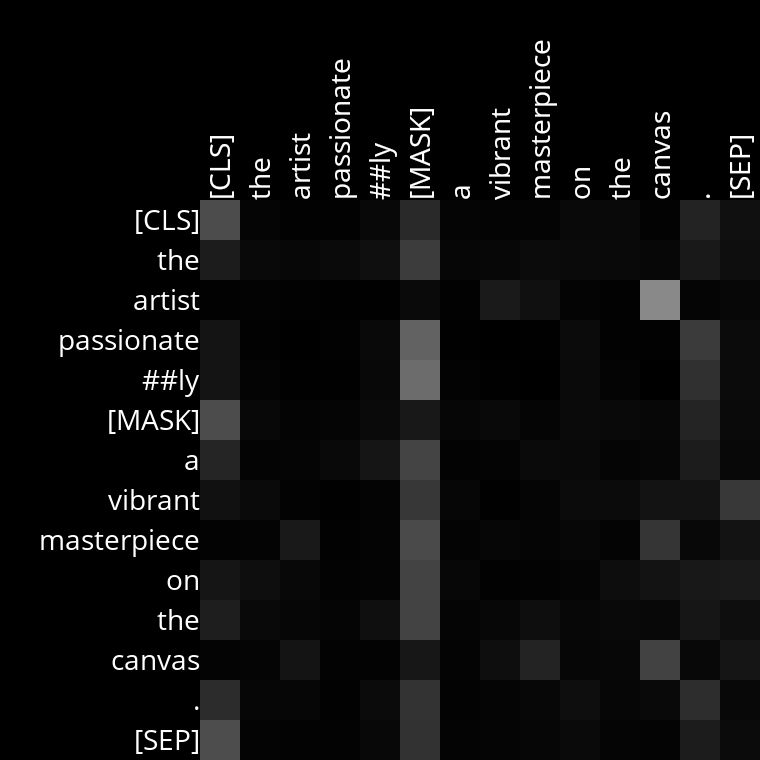 [CLS] the artist passionate ##ly [MASK] a vibrant masterpiece on the canvas . [SEP]
[CLS]
the
artist
passionate
##ly
[MASK]
a
vibrant
masterpiece
on
the
canvas
.
[SEP]